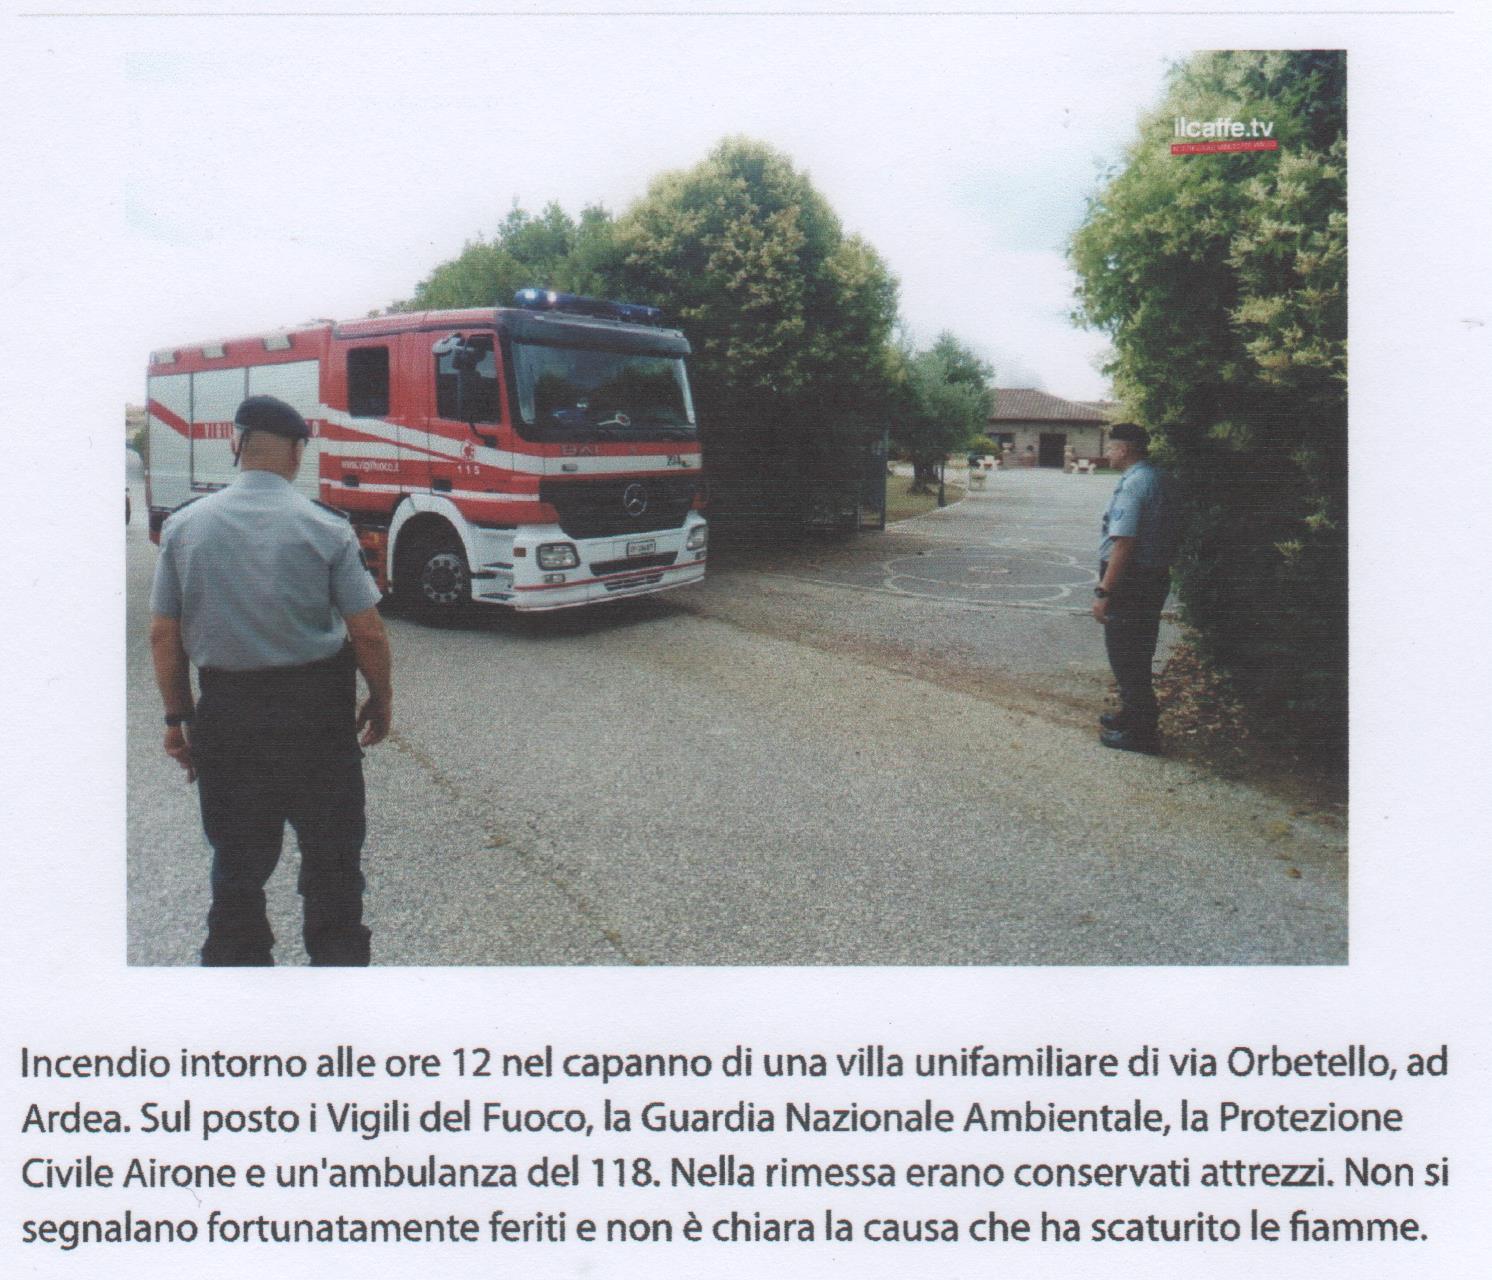 ilcaffe.tv
VIGILI
O
www.vigilfuoco.it
115
Incendio intorno alle ore 12 nel capanno di una villa unifamiliare di via Orbetello, ad
Ardea. Sul posto i Vigili del Fuoco, la Guardia Nazionale Ambientale, la Protezione
Civile Airone e un'ambulanza del 118. Nella rimessa erano conservati attrezzi. Non si
segnalano fortunatamente feriti e non è chiara la causa che ha scaturito le fiamme.